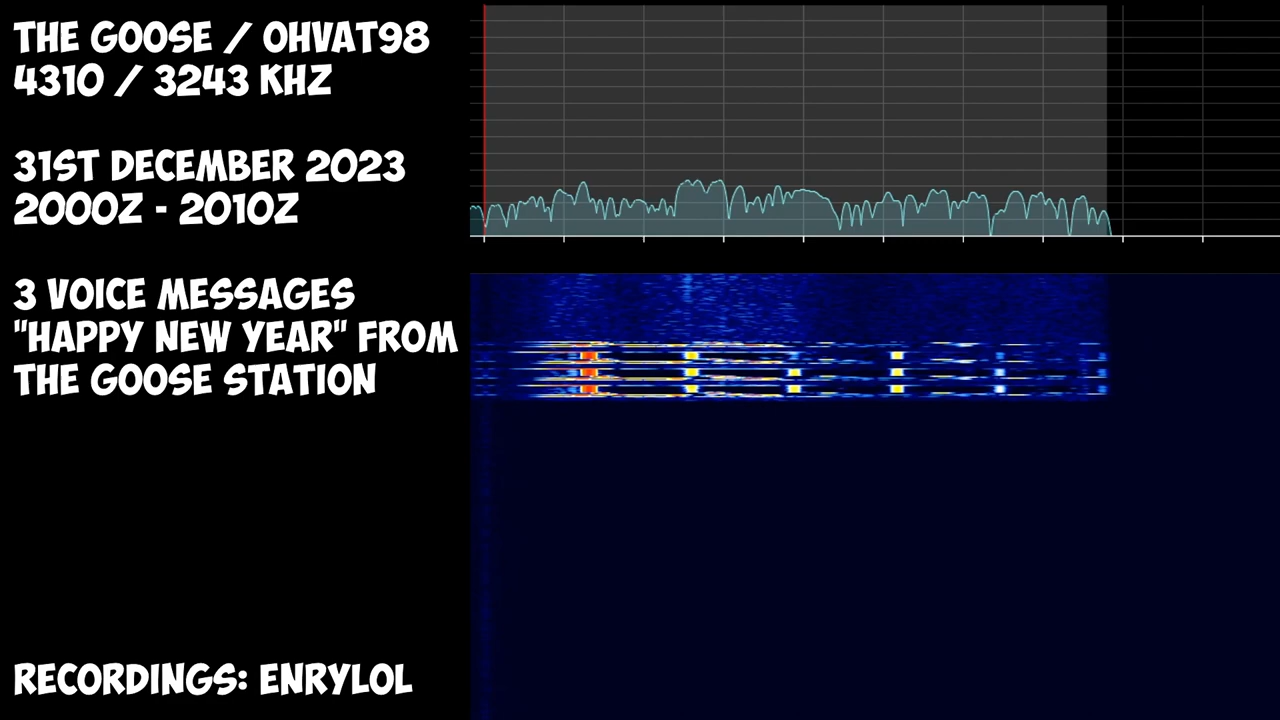 THE GOOSE / OHVAT98
4310 / 3243 KHZ
31ST DECEMBER 2023
2000Z - 2010Z
3 VOICE MESSAGES
"HAPPY NEW YEAR" FROM
THE GOOSE STATION
RECORDINGS: ENRYLOL